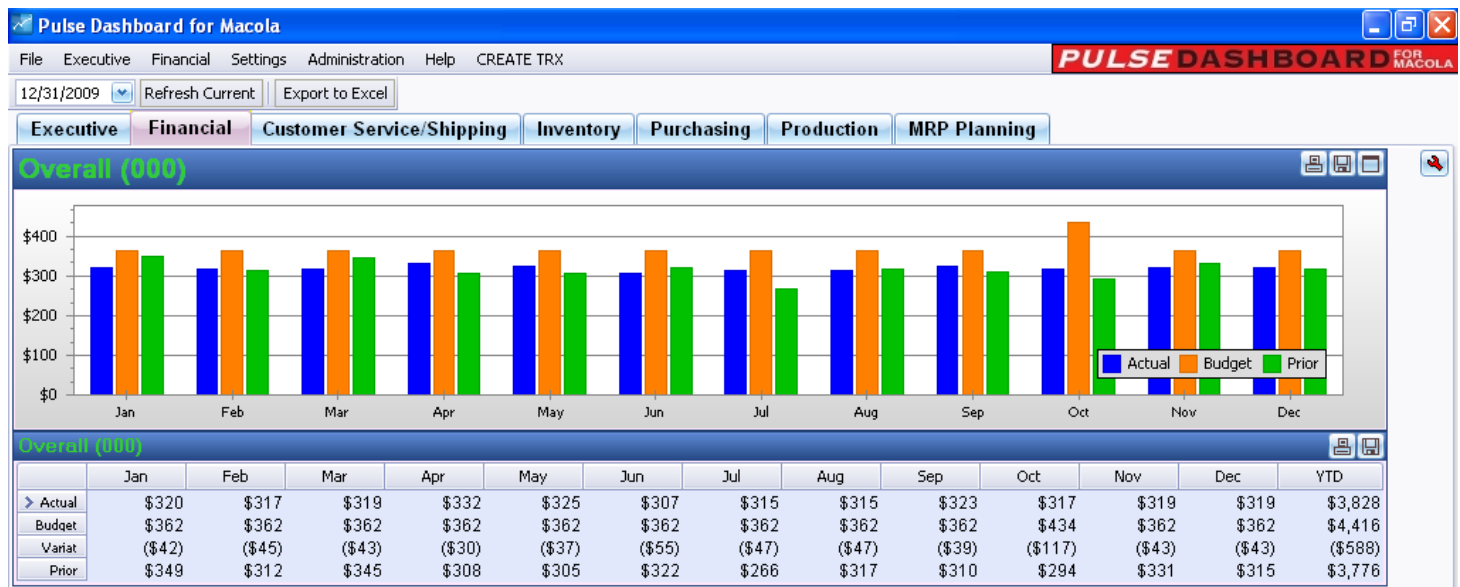 Pulse Dashboard for Macola
File Executive Financial Settings Administration Help CREATE TRX
PULSE DASHBOARD FOR MACOLA
12/31/2009 Refresh Current Export to Excel
Executive Financial Customer Service/Shipping Inventory Purchasing Production MRP Planning
Overall (000)
$400
$300
$200
$100
$0
Actual Budget Prior
Jan Feb Mar Apr May Jun Jul Aug Sep Oct Nov Dec
Overall (000)
Jan Feb Mar Apr May Jun Jul Aug Sep Oct Nov Dec YTD
> Actual $320 $317 $319 $332 $325 $307 $315 $315 $323 $317 $319 $319 $3,828
Budget $362 $362 $362 $362 $362 $362 $362 $362 $362 $434 $362 $362 $4,416
Variat ($42) ($45) ($43) ($30) ($37) ($55) ($47) ($47) ($39) ($117) ($43) ($43) ($588)
Prior $349 $312 $345 $308 $305 $322 $266 $317 $310 $294 $331 $315 $3,776